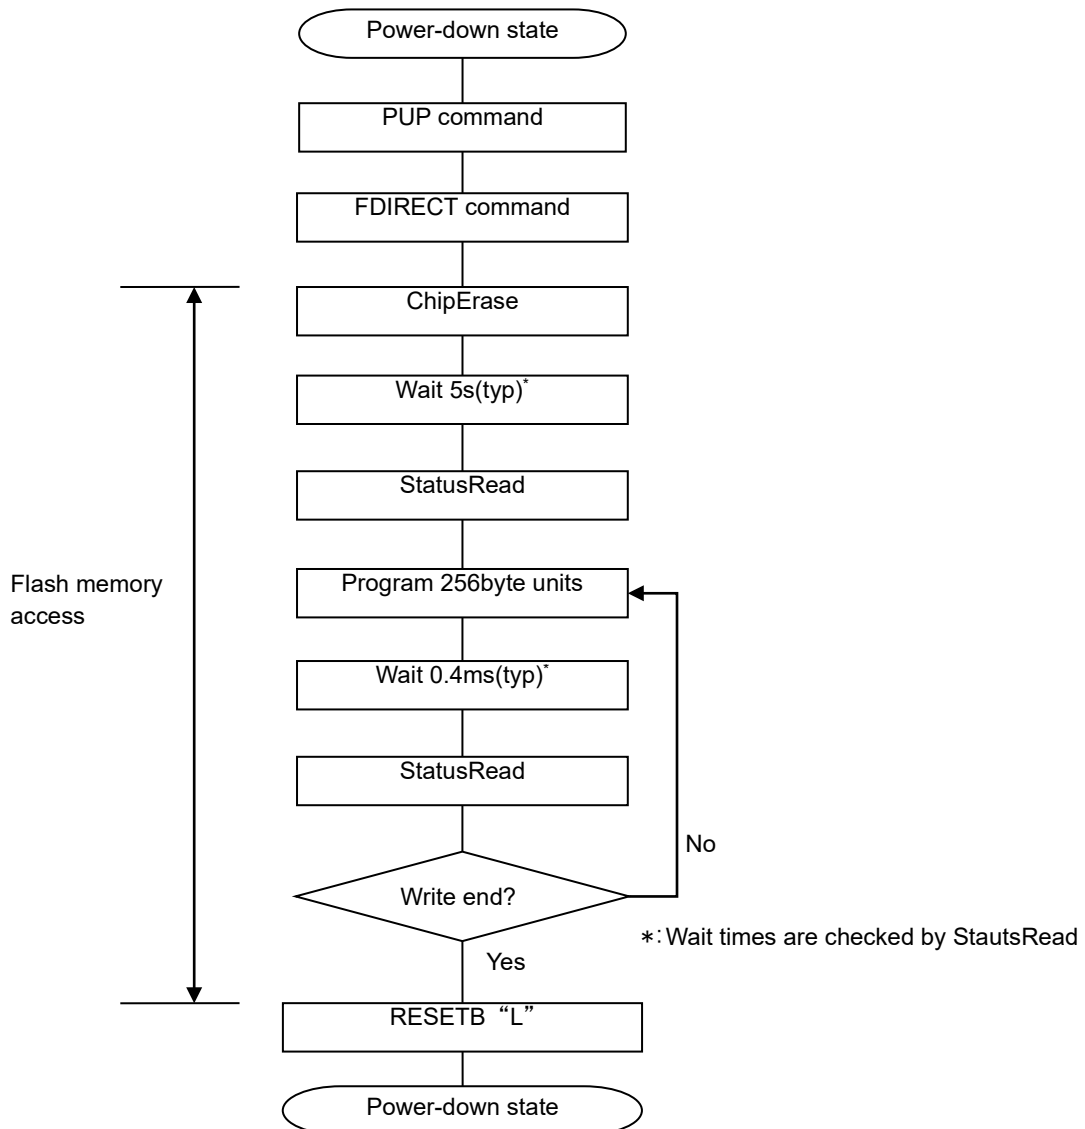 Power-down state
PUP command
FDIRECT command
ChipErase
Wait 5s(typ)*
StatusRead
Flash memory
access
Program 256byte units
Wait 0.4ms(typ)*
StatusRead
No
Write end?
*:Wait times are checked by StautsRead
Yes
RESETB “L”
Power-down state